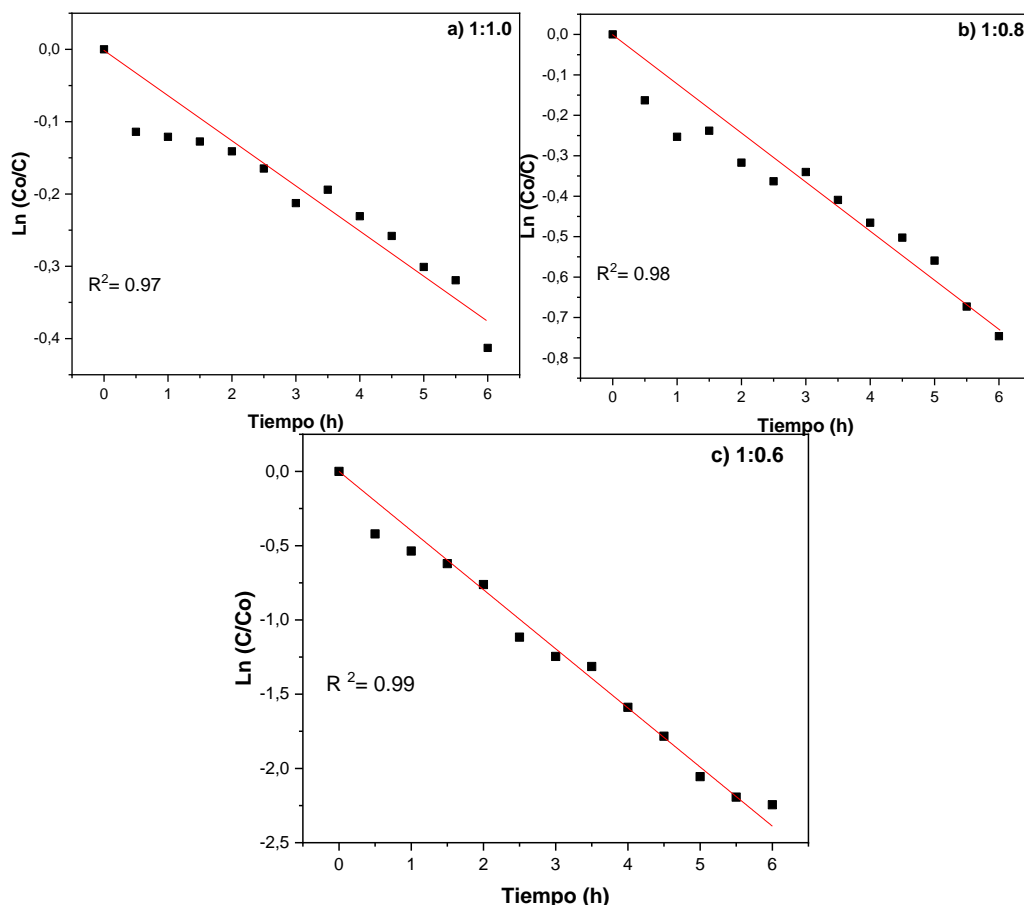 a) 1:1.0
0,0
-0,1
-0,2
-0,3
-0,4
Ln (Co/C)
R²= 0.97
0 1 2 3 4 5 6
Tiempo (h)
b) 1:0.8
0,0
-0,1
-0,2
-0,3
-0,4
-0,5
-0,6
-0,7
-0,8
Ln (Co/C)
R²= 0.98
0 1 2 3 4 5 6
Tiempo (h)
c) 1:0.6
0,0
-0,5
-1,0
-1,5
-2,0
-2,5
Ln (C/Co)
R ²= 0.99
0 1 2 3 4 5 6
Tiempo (h)